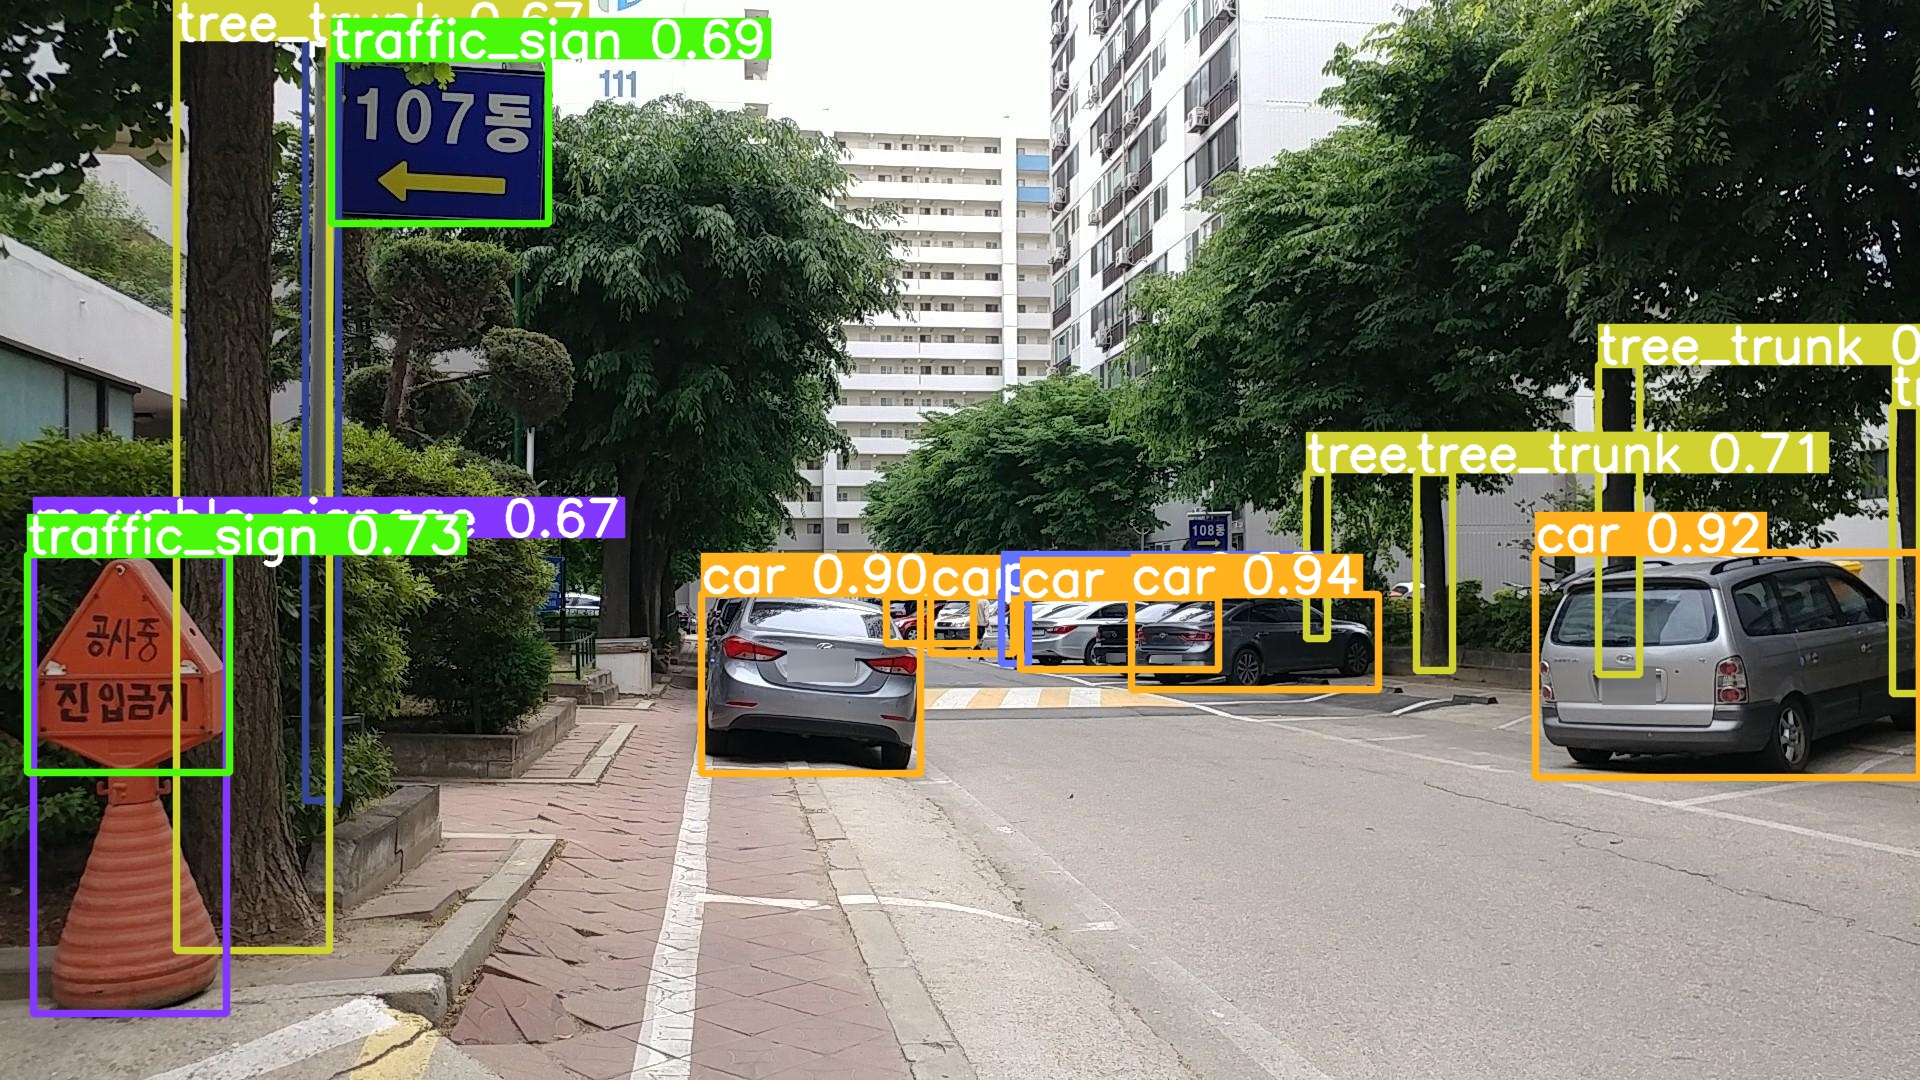 tree_trunk 0.67
traffic_sign 0.69
111
107동
tree_trunk 0
tree
tree_trunk 0.71
movable_signage 0.67
traffic_sign 0.73
car 0.92
108동
car 0.90
car
car 0.94
공사중
진입금지